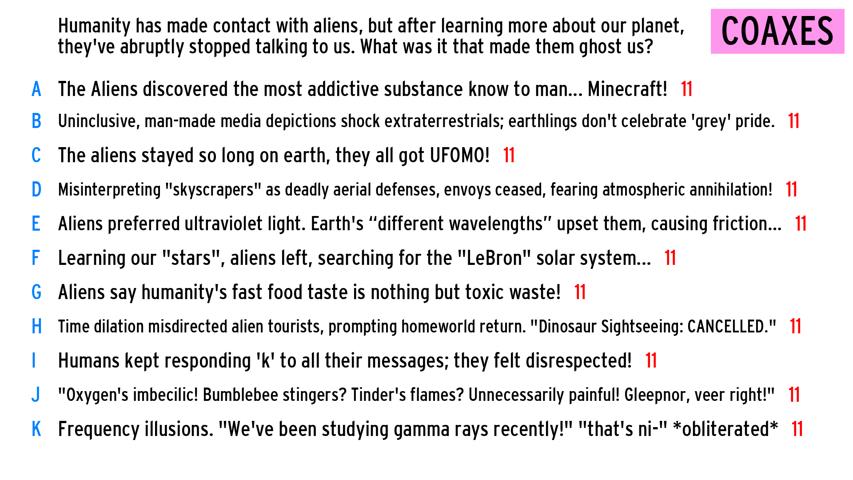 Humanity has made contact with aliens, but after learning more about our planet,
they've abruptly stopped talking to us. What was it that made them ghost us?
COAXES
A The Aliens discovered the most addictive substance know to man... Minecraft! 11
B Uninclusive, man-made media depictions shock extraterrestrials; earthlings don't celebrate 'grey' pride. 11
C The aliens stayed so long on earth, they all got UFOMO! 11
D Misinterpreting "skyscrapers" as deadly aerial defenses, envoys ceased, fearing atmospheric annihilation! 11
E Aliens preferred ultraviolet light. Earth's “different wavelengths” upset them, causing friction... 11
F Learning our "stars", aliens left, searching for the "LeBron" solar system... 11
G Aliens say humanity's fast food taste is nothing but toxic waste! 11
H Time dilation misdirected alien tourists, prompting homeworld return. "Dinosaur Sightseeing: CANCELLED." 11
I Humans kept responding 'k' to all their messages; they felt disrespected! 11
J "Oxygen's imbecilic! Bumblebee stingers? Tinder's flames? Unnecessarily painful! Gleepnor, veer right!" 11
K Frequency illusions. "We've been studying gamma rays recently!" "that's ni-" *obliterated* 11